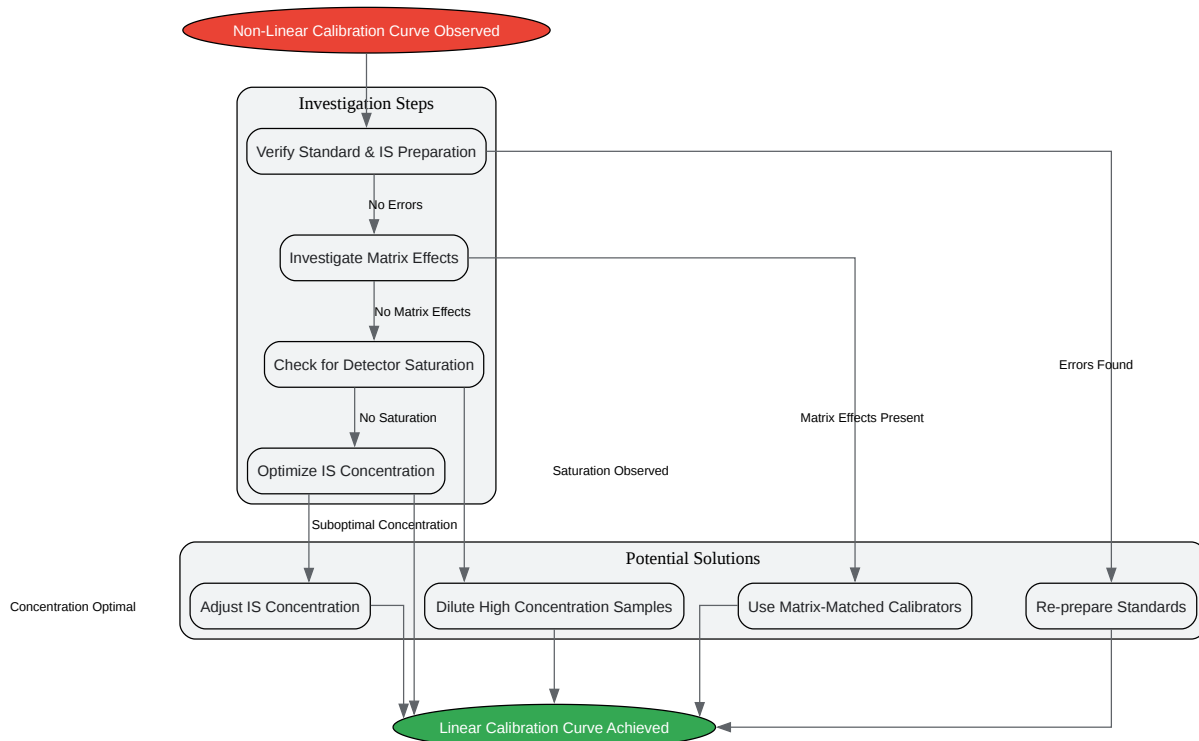 Non-Linear Calibration Curve Observed
Investigation Steps
Verify Standard & IS Preparation
No Errors
Investigate Matrix Effects
No Matrix Effects
Check for Detector Saturation
Errors Found
No Saturation
Matrix Effects Present
Optimize IS Concentration
Saturation Observed
Suboptimal Concentration
Potential Solutions
Concentration Optimal
Adjust IS Concentration
Dilute High Concentration Samples
Use Matrix-Matched Calibrators
Re-prepare Standards
Linear Calibration Curve Achieved